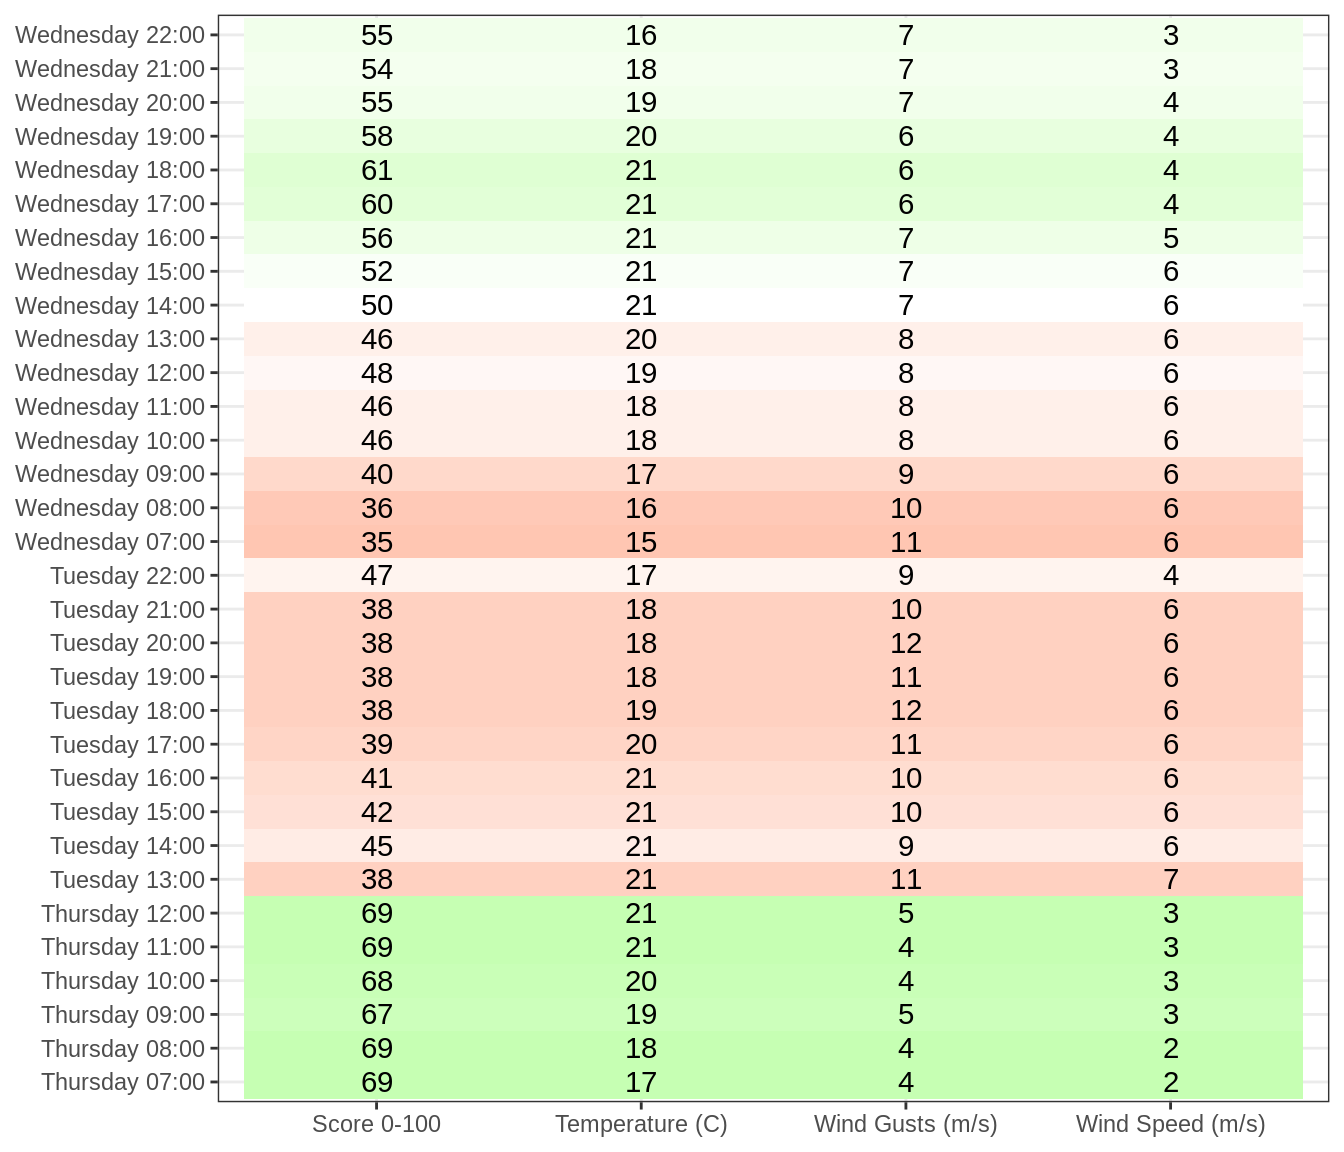 Wednesday 22:00 55 16 7 3
Wednesday 21:00 54 18 7 3
Wednesday 20:00 55 19 7 4
Wednesday 19:00 58 20 6 4
Wednesday 18:00 61 21 6 4
Wednesday 17:00 60 21 6 4
Wednesday 16:00 56 21 7 5
Wednesday 15:00 52 21 7 6
Wednesday 14:00 50 21 7 6
Wednesday 13:00 46 20 8 6
Wednesday 12:00 48 19 8 6
Wednesday 11:00 46 18 8 6
Wednesday 10:00 46 18 8 6
Wednesday 09:00 40 17 9 6
Wednesday 08:00 36 16 10 6
Wednesday 07:00 35 15 11 6
Tuesday 22:00 47 17 9 4
Tuesday 21:00 38 18 10 6
Tuesday 20:00 38 18 12 6
Tuesday 19:00 38 18 11 6
Tuesday 18:00 38 19 12 6
Tuesday 17:00 39 20 11 6
Tuesday 16:00 41 21 10 6
Tuesday 15:00 42 21 10 6
Tuesday 14:00 45 21 9 6
Tuesday 13:00 38 21 11 7
Thursday 12:00 69 21 5 3
Thursday 11:00 69 21 4 3
Thursday 10:00 68 20 4 3
Thursday 09:00 67 19 5 3
Thursday 08:00 69 18 4 2
Thursday 07:00 69 17 4 2
Score 0-100 Temperature (C) Wind Gusts (m/s) Wind Speed (m/s)